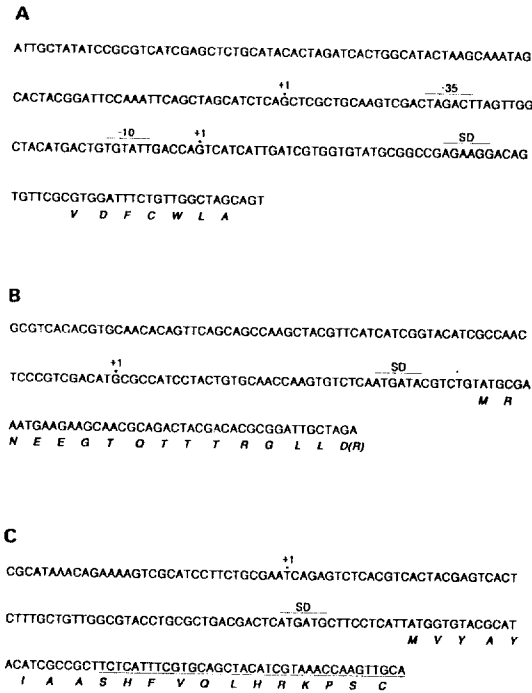 A
ATTGCTATATCCGCGTCATCGAGCTCTGCATACACTAGATCACTGGCATACTAAGCAAATAG
+1 -35
CACTACGGATTCCAAATTCAGCTAGCATCTCAGCTCGCTGCAAGTCGACTAGACTTAGTTGG
-10 +1 SD
CTACATGACTGTGTATTGACCAGTCATCATTGATCGTGGTGTATGCGGCCGAGAAGGACAG
TGTTCGCGTGGATTTCTGTTGGCTAGCAGT
V D F C W L A
B
GCGTCACACGTGCAACACAGTTCAGCAGCCAAGCTACGTTCATCATCGGTACATCGCCAAC
+1 SD
TCCCGTCGACATGCGCCATCCTACTGTGCAACCAAGTGTCTCAATGATACGTCTGTATGCGA
M R
AATGAAGAAGCAACGCAGACTACGACACGCGGATTGCTAGA
N E E G T Q T T T R G L L D(R)
C
+1
CGCATAAACAGAAAAGTCGCATCCTTCTGCGAATCAGAGTCTCACGTCACTACGAGTCACT
SD
CTTTGCTGTTGGCGTACCTGCGCTGACGACTCATGATGCTTCCTCATTATGGTGTACGCAT
M V Y A Y
ACATCGCCGCTTCTCATTTCGTGCAGCTACATCGTAAACCAAGTTGCA
I A A S H F V Q L H R K P S C